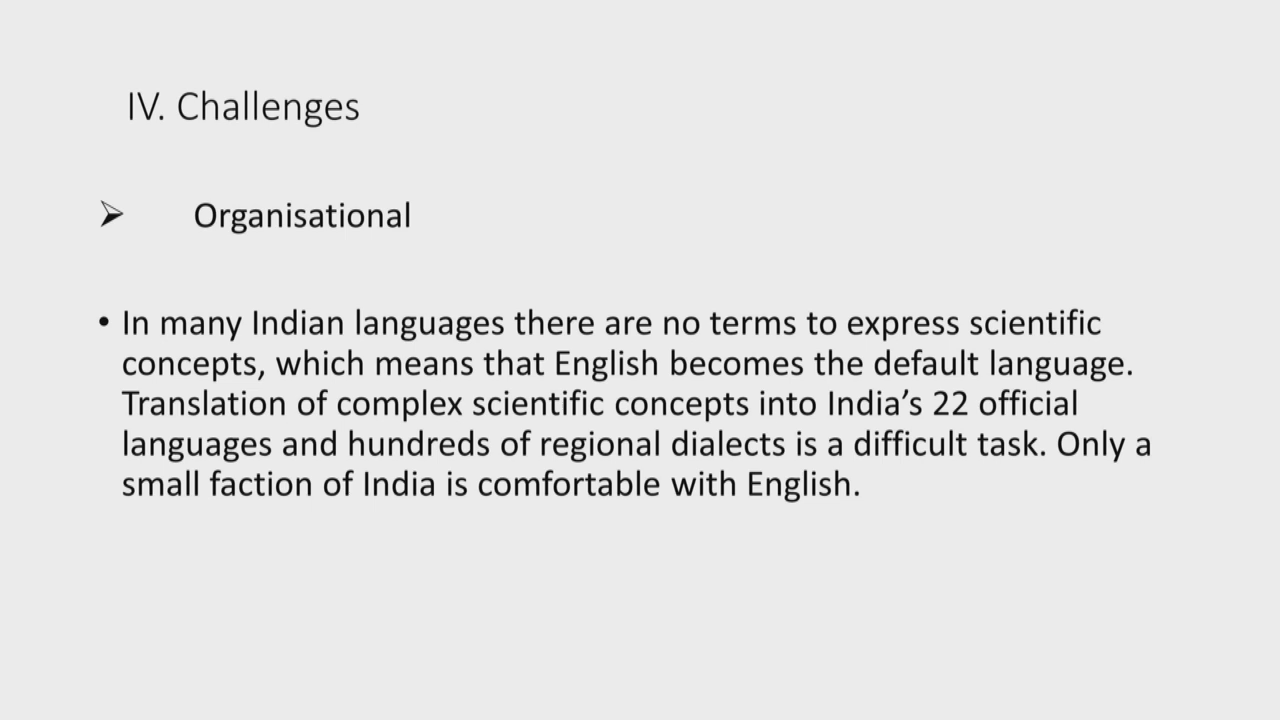 IV. Challenges
➢ Organisational
• In many Indian languages there are no terms to express scientific
concepts, which means that English becomes the default language.
Translation of complex scientific concepts into India’s 22 official
languages and hundreds of regional dialects is a difficult task. Only a
small faction of India is comfortable with English.